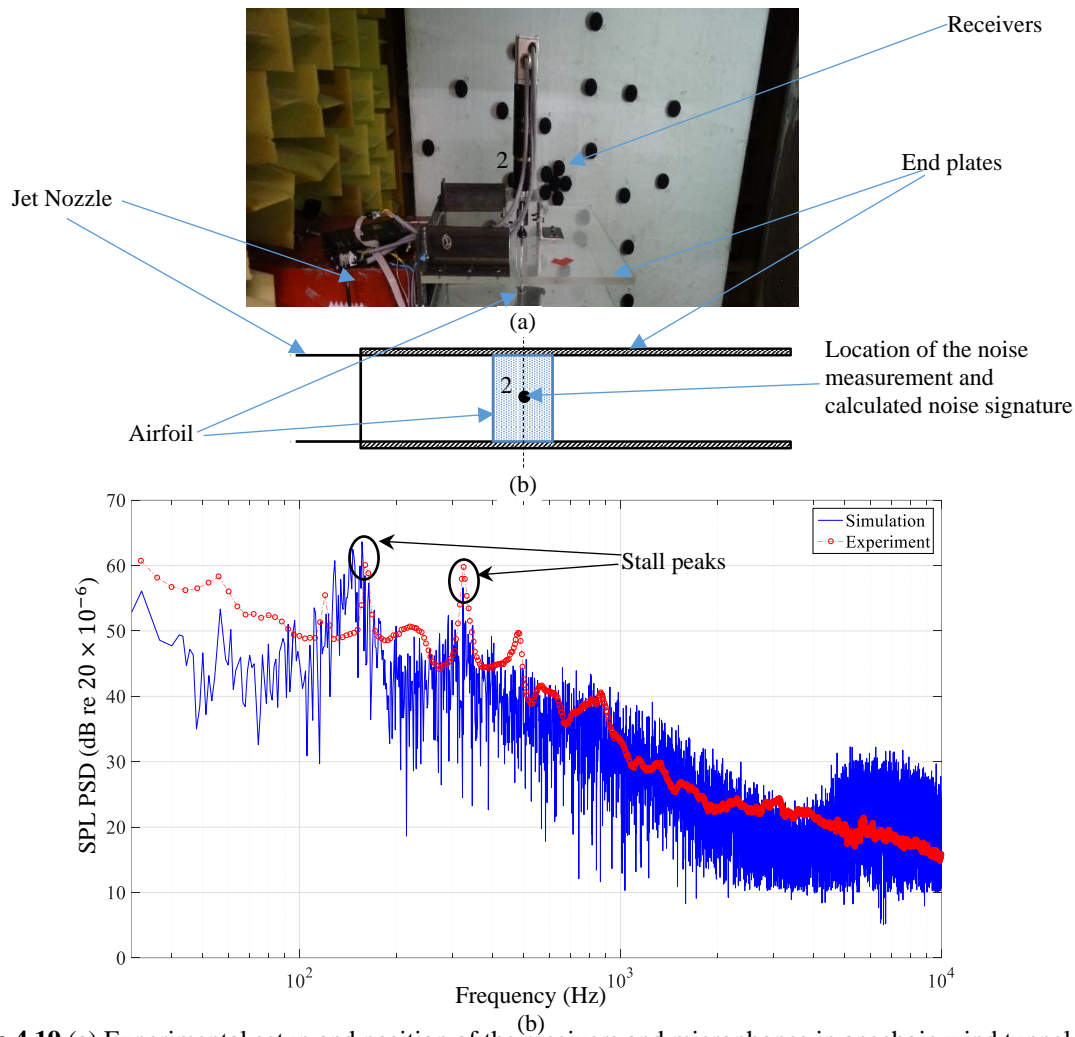 Receivers
2
End plates
Jet Nozzle
(a)
Location of the noise
measurement and
calculated noise signature
2
Airfoil
(b)
70
60
50
40
30
20
10
0
SPL PSD (dB re 20 × 10⁻⁶)
Simulation
Experiment
Stall peaks
10²
10³
10⁴
Frequency (Hz)
(b)
4.19 (a) Experimental setup and position of the receivers and microphones in anechoic wind tunnel